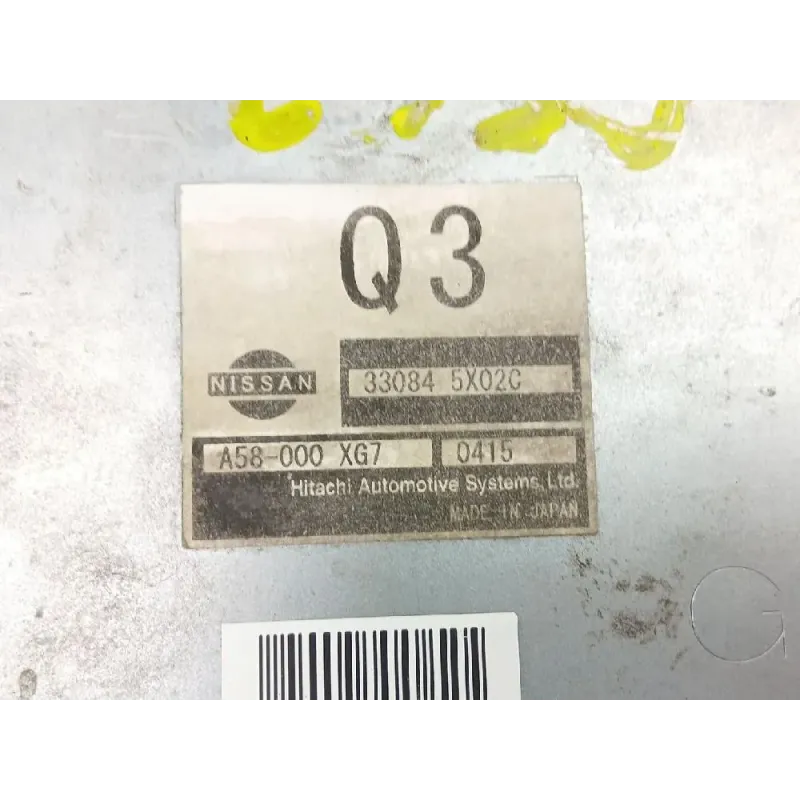 Q3
NISSAN
33084 5X02C
A58-000 XG7
0415
Hitachi Automotive Systems, Ltd.
MADE IN JAPAN
G